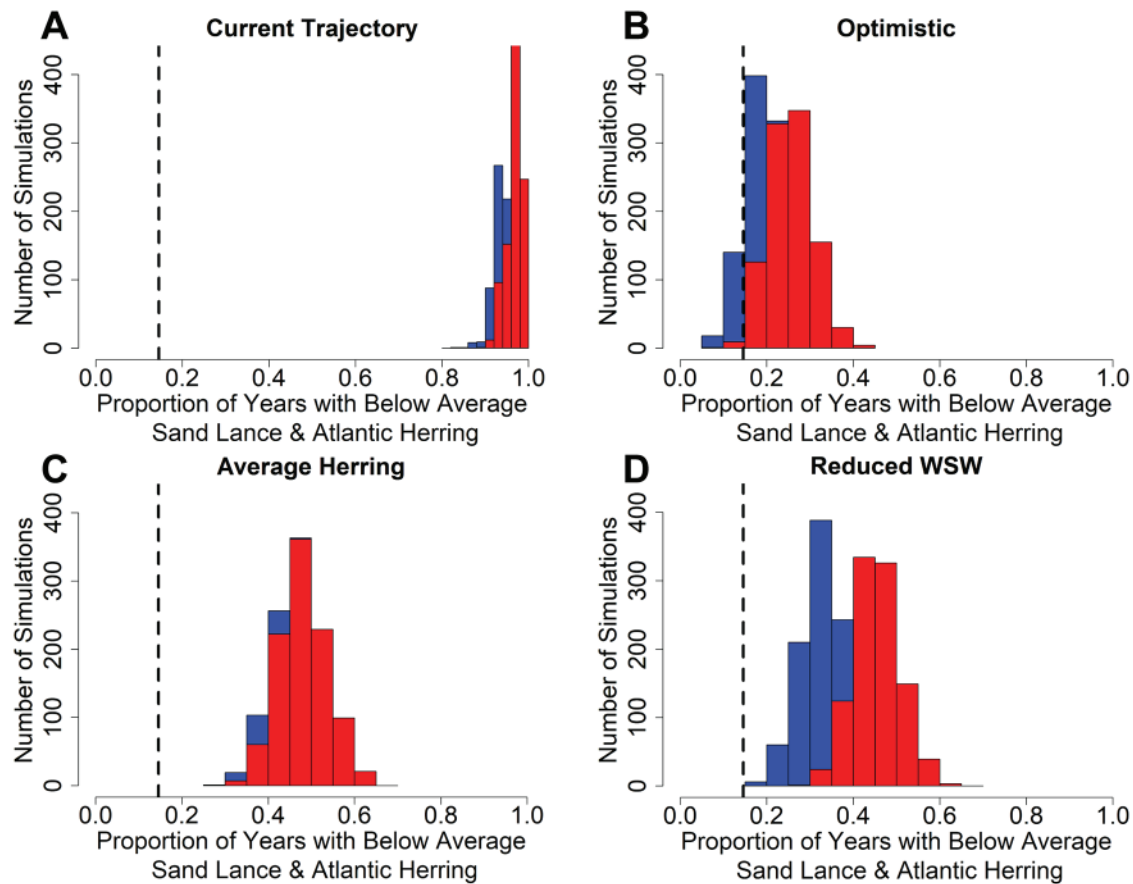 A
Current Trajectory
Number of Simulations
400
300
200
100
0
0.0 0.2 0.4 0.6 0.8 1.0
Proportion of Years with Below Average
Sand Lance & Atlantic Herring
B
Optimistic
Number of Simulations
400
300
200
100
0
0.0 0.2 0.4 0.6 0.8 1.0
Proportion of Years with Below Average
Sand Lance & Atlantic Herring
C
Average Herring
Number of Simulations
400
300
200
100
0
0.0 0.2 0.4 0.6 0.8 1.0
Proportion of Years with Below Average
Sand Lance & Atlantic Herring
D
Reduced WSW
Number of Simulations
400
300
200
100
0
0.0 0.2 0.4 0.6 0.8 1.0
Proportion of Years with Below Average
Sand Lance & Atlantic Herring